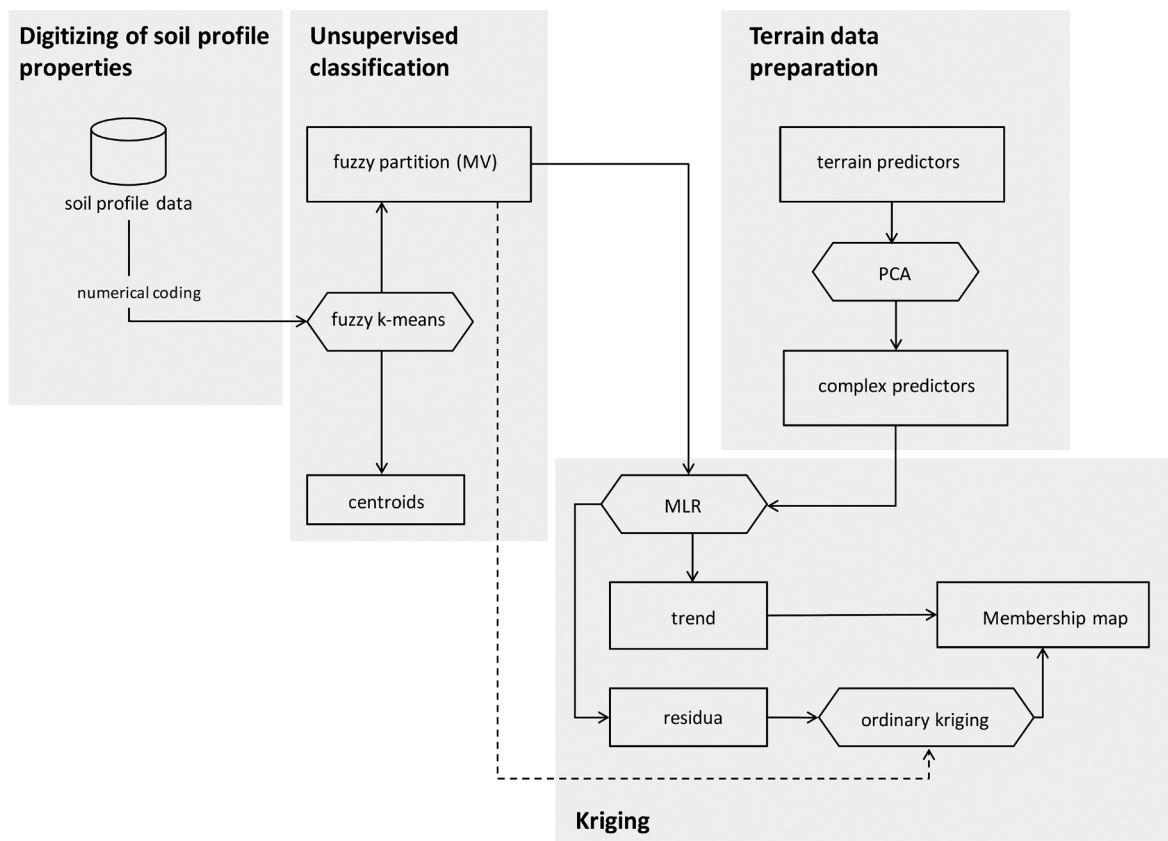 Digitizing of soil profile
properties
soil profile data
numerical coding
Unsupervised
classification
fuzzy partition (MV)
fuzzy k-means
centroids
Terrain data
preparation
terrain predictors
PCA
complex predictors
MLR
trend
Membership map
residua
ordinary kriging
Kriging